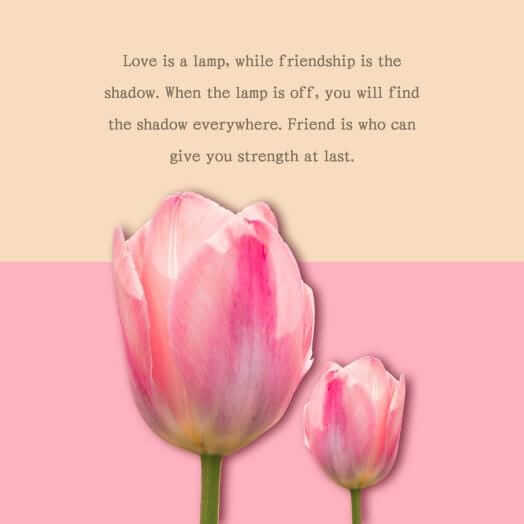 Love is a lamp, while friendship is the
shadow. When the lamp is off, you will find
the shadow everywhere. Friend is who can
give you strength at last.